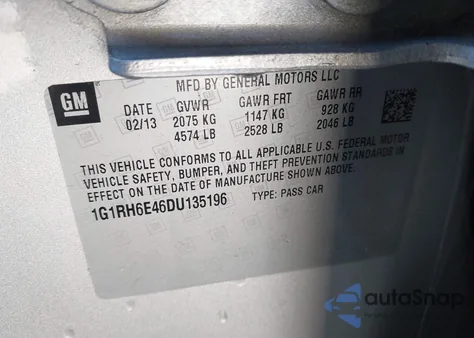 MFD BY GENERAL MOTORS LLC
GM
DATE GVWR GAWR FRT GAWR RR
02/13 2075 KG 1147 KG 928 KG
4574 LB 2528 LB 2046 LB
THIS VEHICLE CONFORMS TO ALL APPLICABLE U.S. FEDERAL MOTOR
VEHICLE SAFETY, BUMPER, AND THEFT PREVENTION STANDARDS
IN EFFECT ON THE DATE OF MANUFACTURE SHOWN ABOVE.
1G1RH6E46DU135196 TYPE: PASS CAR
autoSnap